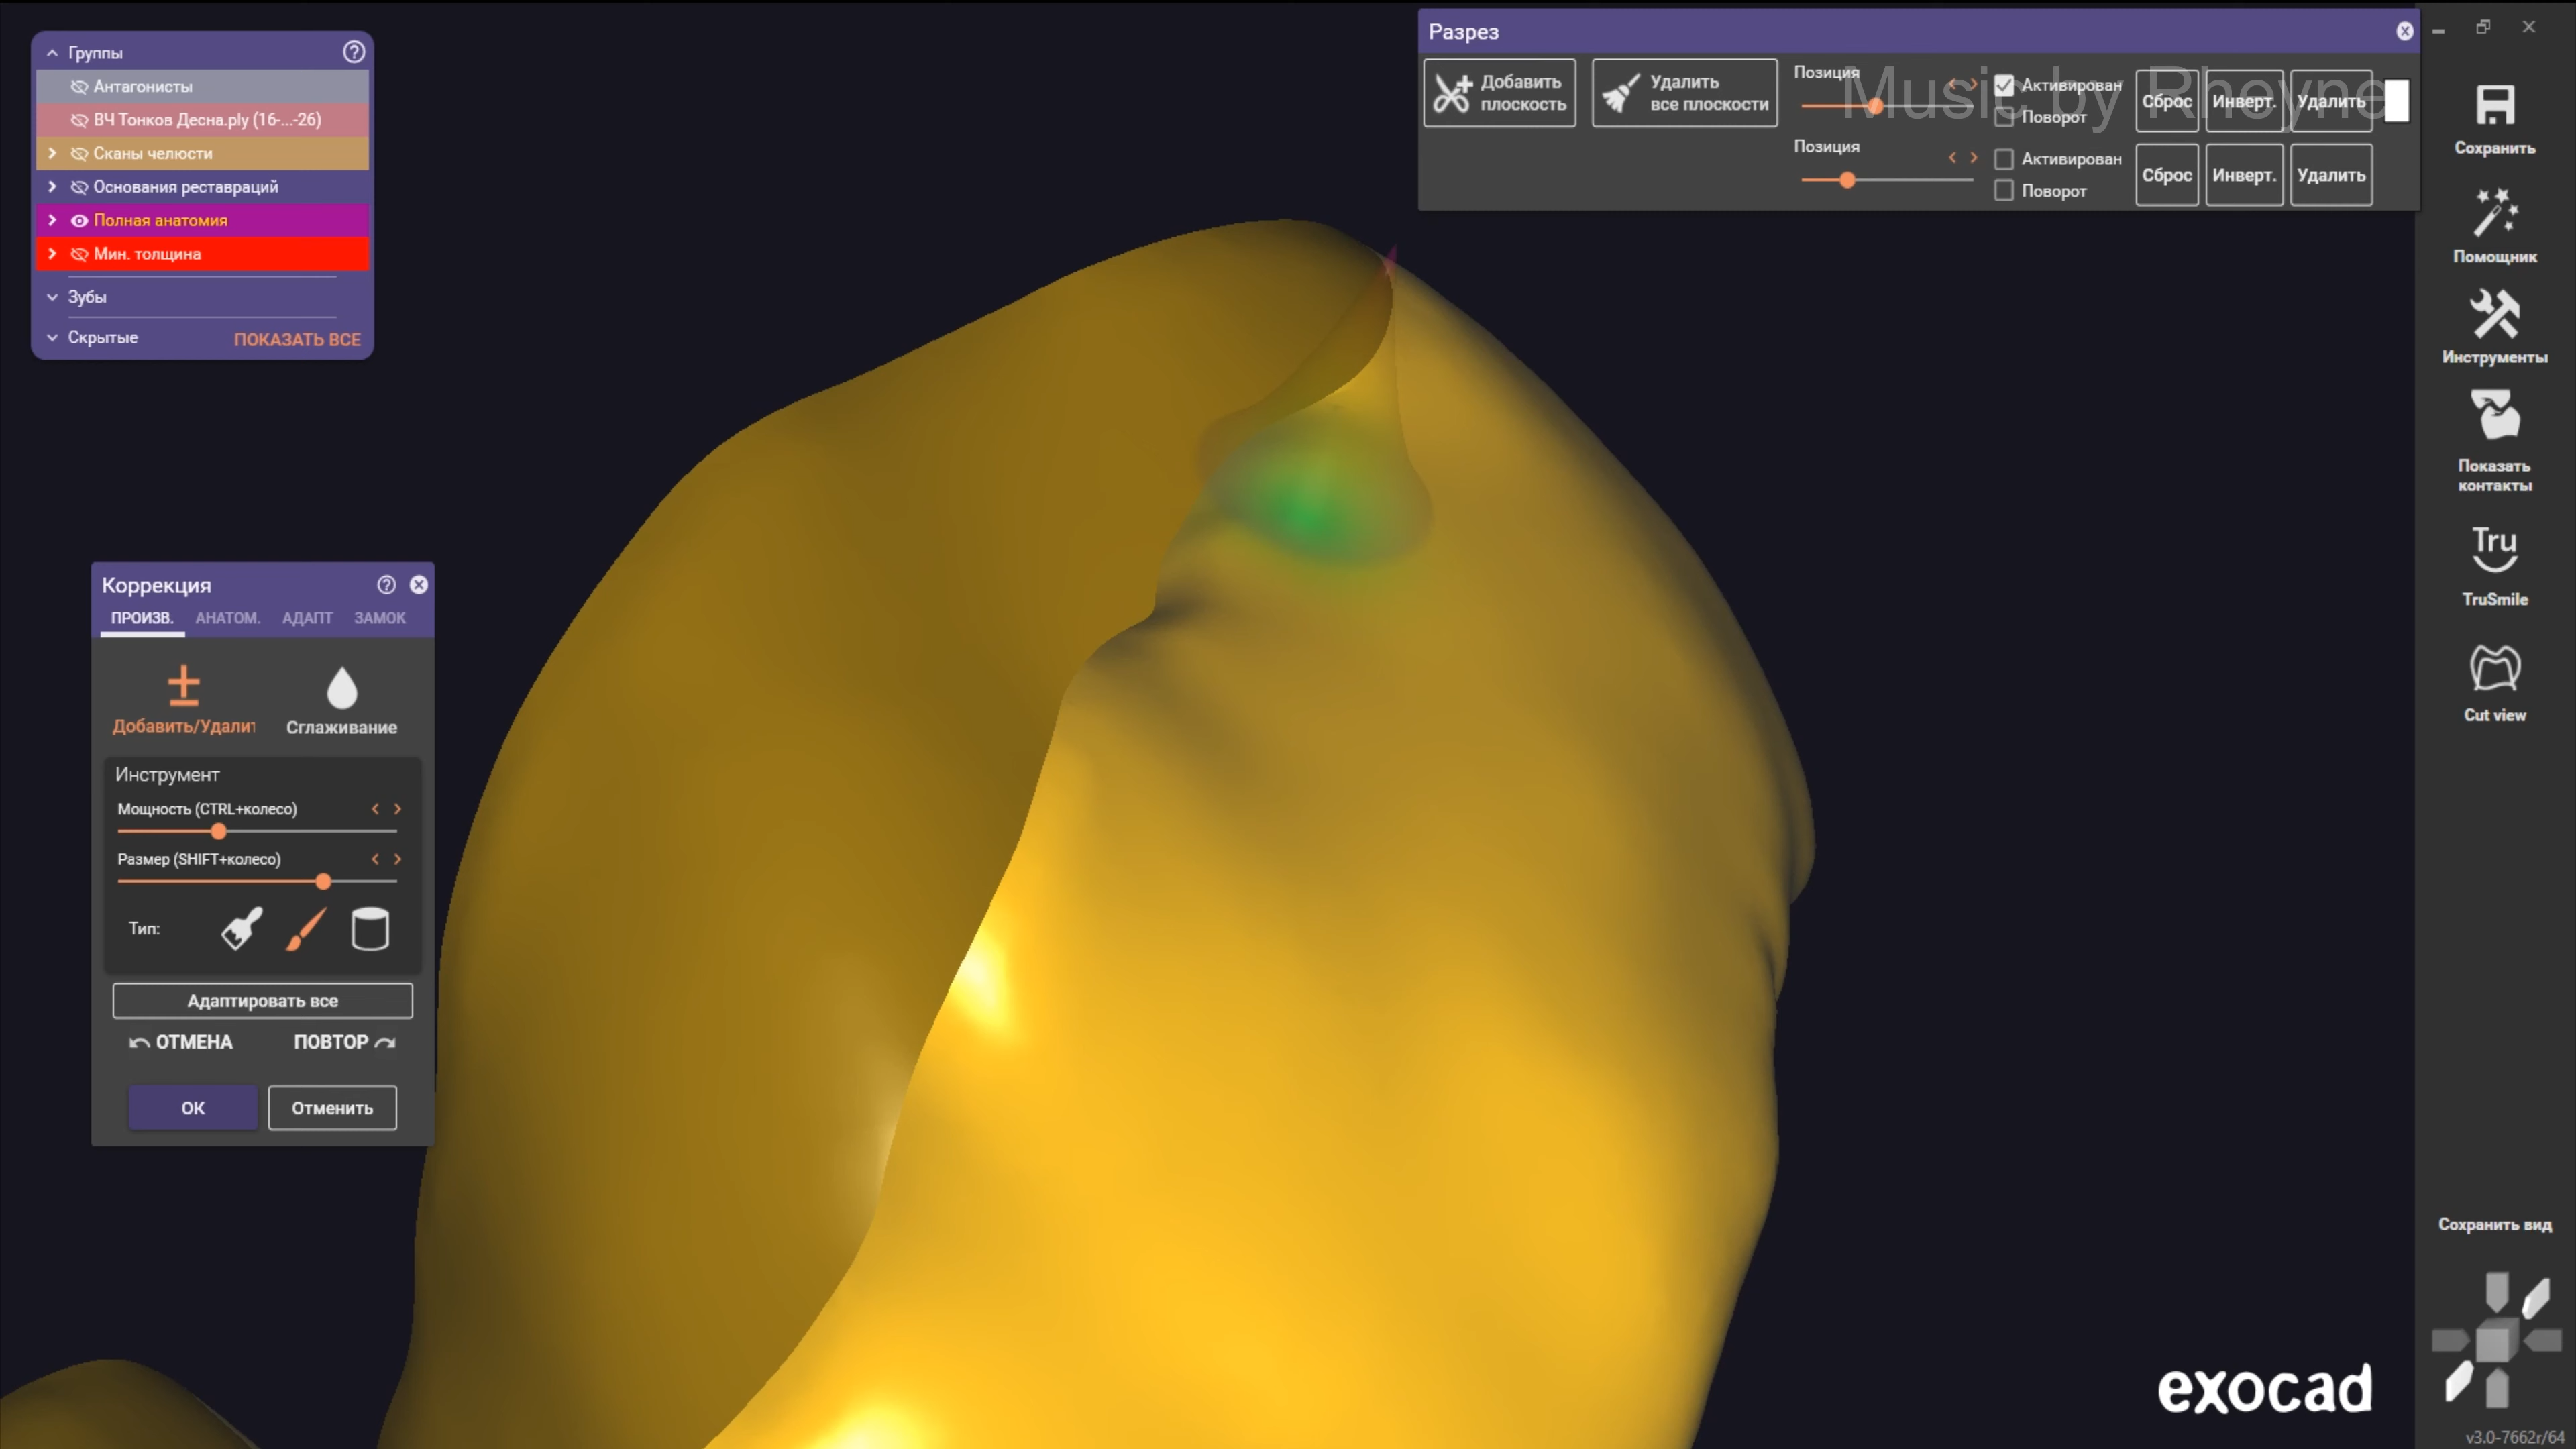 Группы
Антагонисты
ВЧ Тонков Десна.ply (16-...-26)
Сканы челюсти
Основания реставраций
Полная анатомия
Мин. толщина
Зубы
Скрытые ПОКАЗАТЬ ВСЕ
Разрез
Добавить
плоскость
Удалить
все плоскости
Позиция
Активирован
Поворот
Сброс Инверт. Удалить
Позиция
Активирован
Поворот
Сброс Инверт. Удалить
Music by Rheyne
Сохранить
Помощник
Инструменты
Показать
контакты
Tru
TruSmile
Cut view
Коррекция
ПРОИЗВ. АНАТОМ. АДАПТ ЗАМОК
Добавить/Удалит
Сглаживание
Инструмент
Мощность (CTRL+колесо)
Размер (SHIFT+колесо)
Тип:
Адаптировать все
ОТМЕНА ПОВТОР
OK Отменить
Сохранить вид
exocad
v3.0-7662r/64